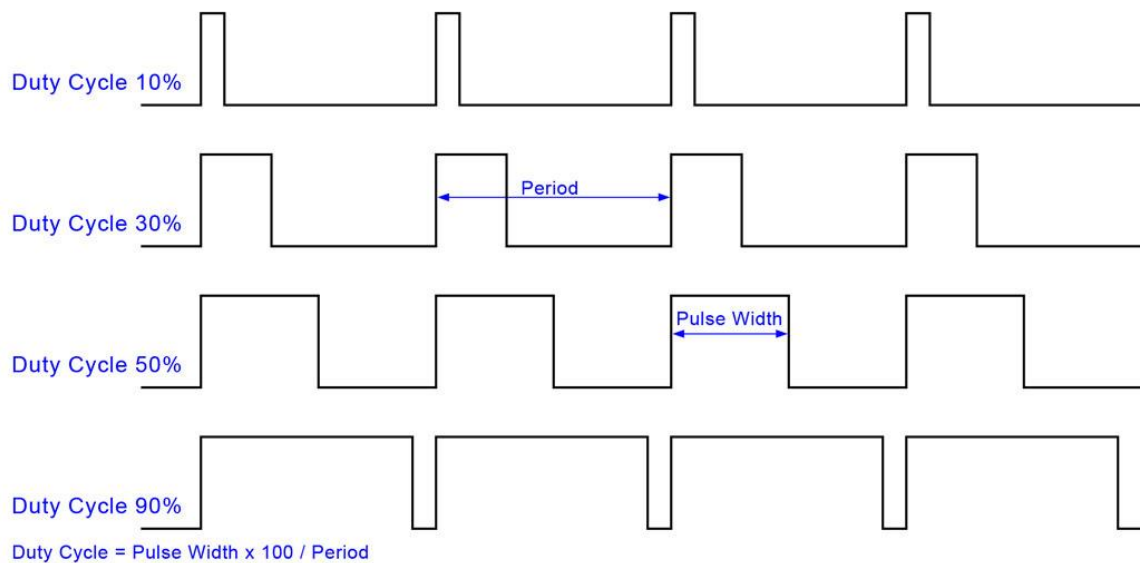 Duty Cycle 10%
Period
Duty Cycle 30%
Pulse Width
Duty Cycle 50%
Duty Cycle 90%
Duty Cycle = Pulse Width x 100 / Period